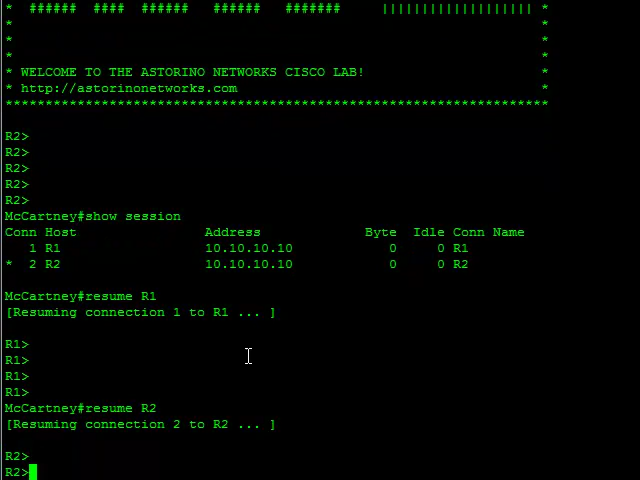 *  ######  ####  ######   ######   #######     ||||||||||||||||||| *
*                                                                  *
*                                                                  *
*                                                                  *
* WELCOME TO THE ASTORINO NETWORKS CISCO LAB!                      *
* http://astorinonetworks.com                                      *
********************************************************************
R2>
R2>
R2>
R2>
R2>
McCartney#show session
Conn Host                Address             Byte  Idle Conn Name
   1 R1                  10.10.10.10            0     0 R1
*  2 R2                  10.10.10.10            0     0 R2
McCartney#resume R1
[Resuming connection 1 to R1 ... ]
R1>
R1>
R1>
R1>
McCartney#resume R2
[Resuming connection 2 to R2 ... ]
R2>
R2>